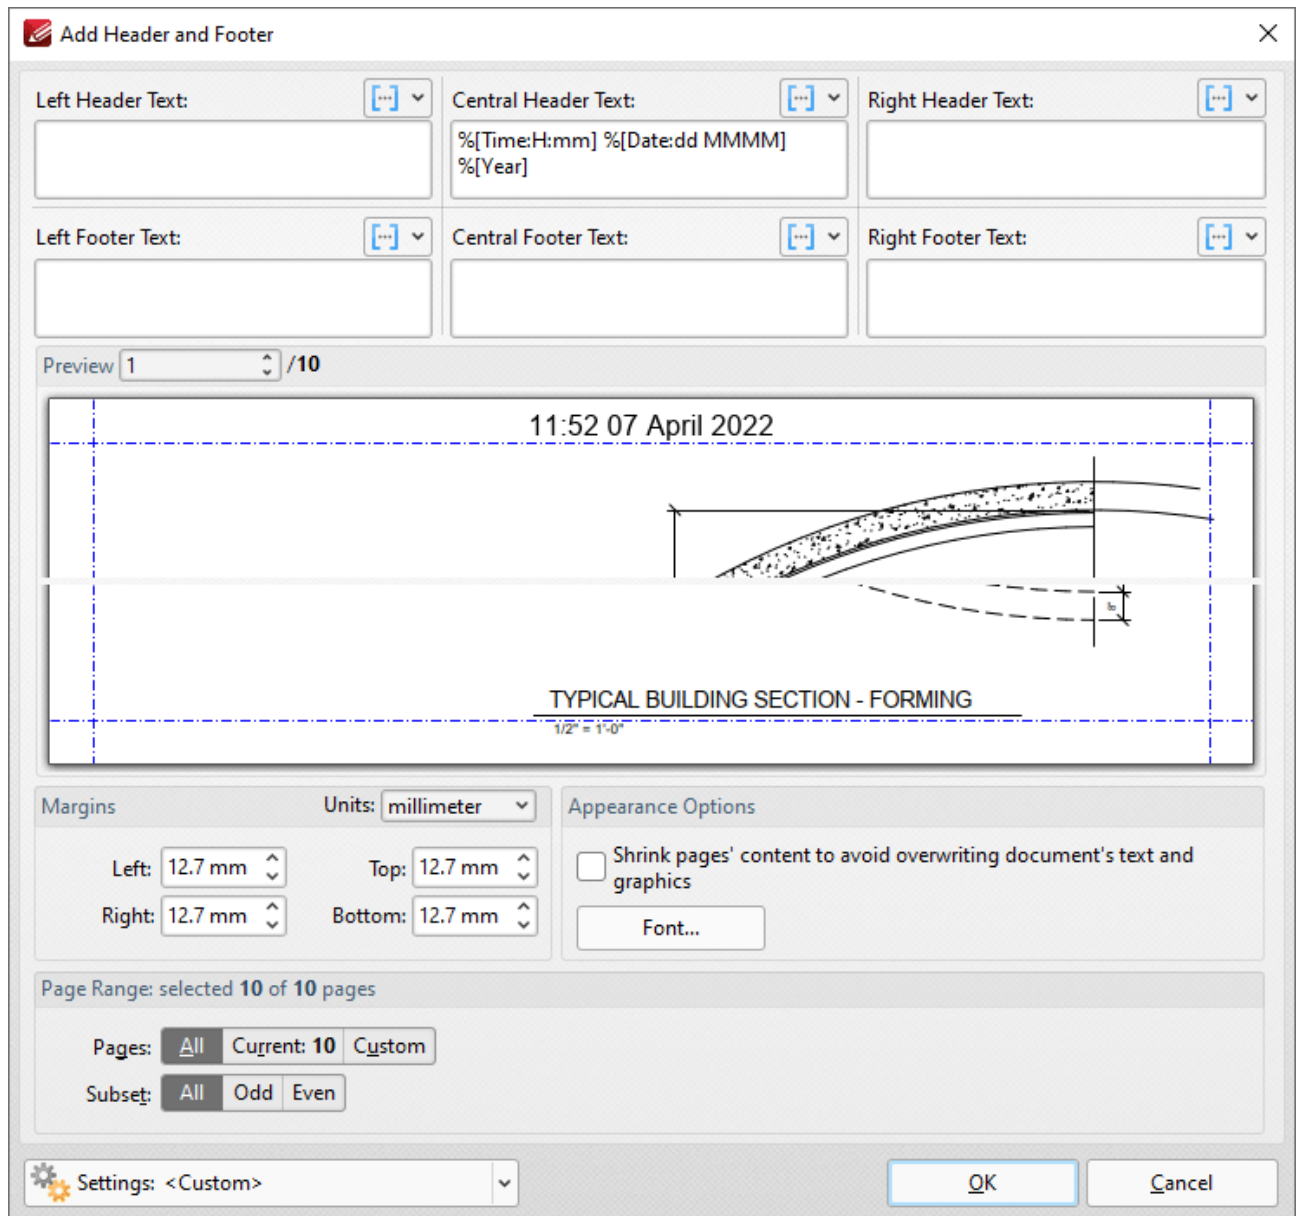 Add Header and Footer
Left Header Text:
Central Header Text:
Right Header Text:
%[Time:H:mm] %[Date:dd MMMM]
%[Year]
Left Footer Text:
Central Footer Text:
Right Footer Text:
Preview 1 /10
11:52 07 April 2022
TYPICAL BUILDING SECTION - FORMING
1/2" = 1'-0"
Margins
Units: millimeter
Appearance Options
Left: 12.7 mm
Top: 12.7 mm
Shrink pages' content to avoid overwriting document's text and
graphics
Right: 12.7 mm
Bottom: 12.7 mm
Font...
Page Range: selected 10 of 10 pages
Pages: All Current: 10 Custom
Subset: All Odd Even
Settings: <Custom>
OK
Cancel